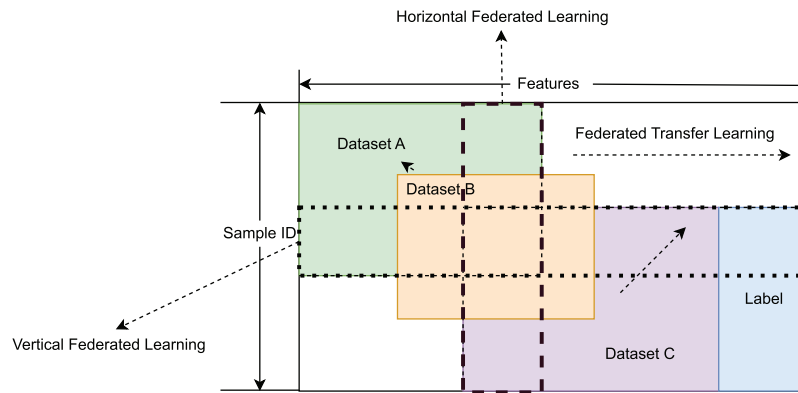 Horizontal Federated Learning
Features
Federated Transfer Learning
Dataset A
Dataset B
Sample ID
Label
Vertical Federated Learning
Dataset C